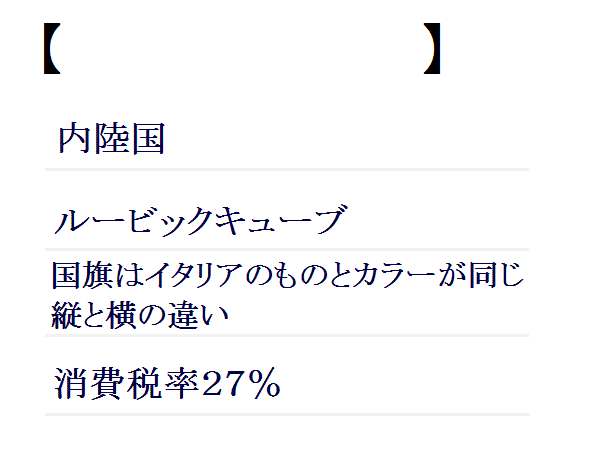 【　　　　　　　　　　】
内陸国
ルービックキューブ
国旗はイタリアのものとカラーが同じ
縦と横の違い
消費税率27％